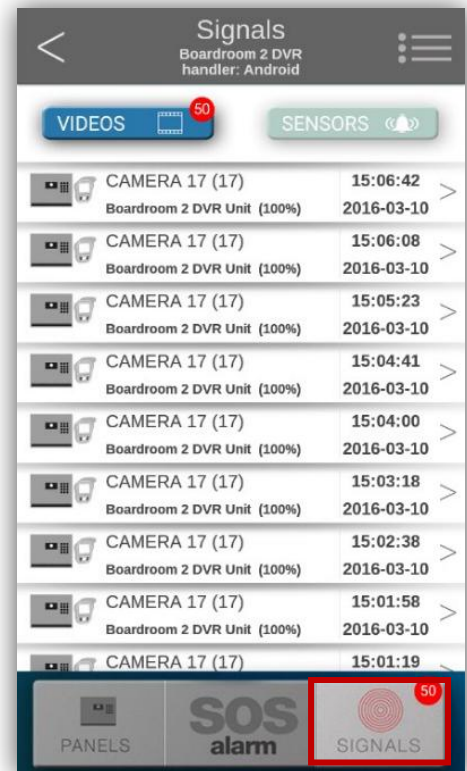 Signals
Boardroom 2 DVR
handler: Android
VIDEOS 50
SENSORS
CAMERA 17 (17) 15:06:42
Boardroom 2 DVR Unit (100%) 2016-03-10
CAMERA 17 (17) 15:06:08
Boardroom 2 DVR Unit (100%) 2016-03-10
CAMERA 17 (17) 15:05:23
Boardroom 2 DVR Unit (100%) 2016-03-10
CAMERA 17 (17) 15:04:41
Boardroom 2 DVR Unit (100%) 2016-03-10
CAMERA 17 (17) 15:04:00
Boardroom 2 DVR Unit (100%) 2016-03-10
CAMERA 17 (17) 15:03:18
Boardroom 2 DVR Unit (100%) 2016-03-10
CAMERA 17 (17) 15:02:38
Boardroom 2 DVR Unit (100%) 2016-03-10
CAMERA 17 (17) 15:01:58
Boardroom 2 DVR Unit (100%) 2016-03-10
CAMERA 17 (17) 15:01:19
50
PANELS
SOS
alarm
SIGNALS